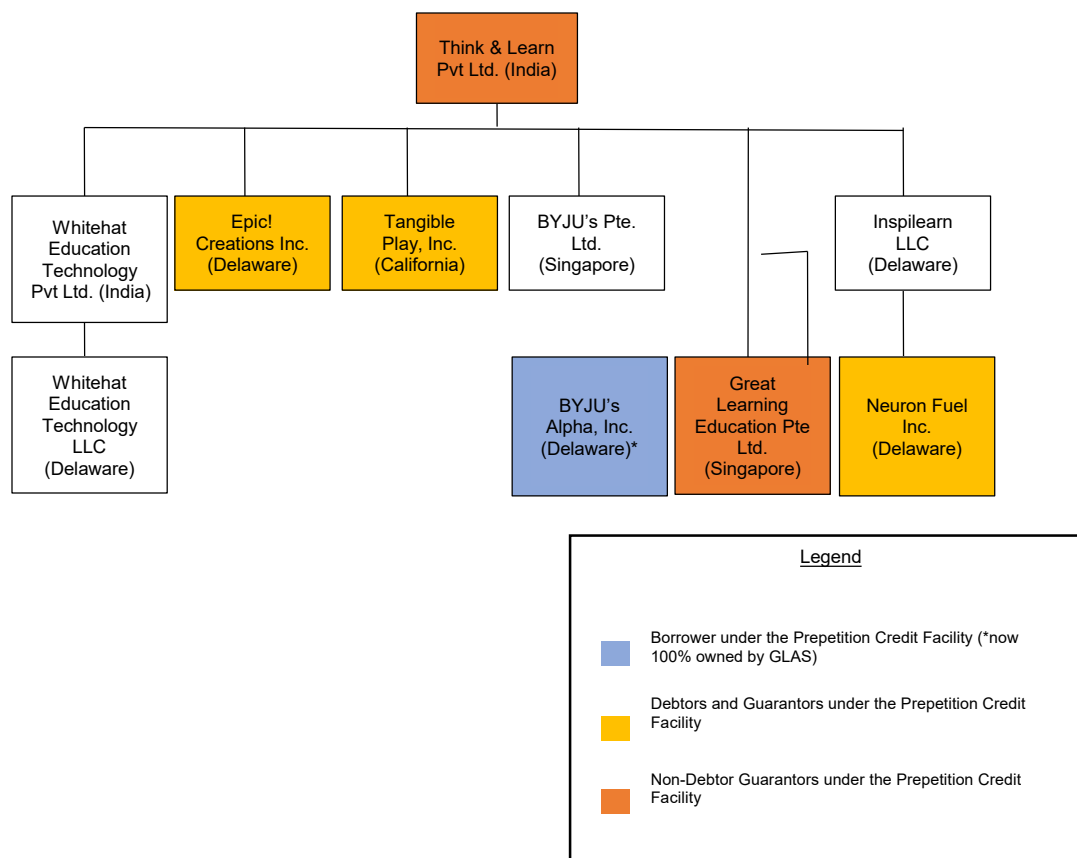 Think & Learn
Pvt Ltd. (India)
Whitehat
Education
Technology
Pvt Ltd. (India)
Epic!
Creations Inc.
(Delaware)
Tangible
Play, Inc.
(California)
BYJU’s Pte.
Ltd.
(Singapore)
Inspilearn
LLC
(Delaware)
Whitehat
Education
Technology
LLC
(Delaware)
BYJU’s
Alpha, Inc.
(Delaware)*
Great
Learning
Education Pte
Ltd.
(Singapore)
Neuron Fuel
Inc.
(Delaware)
Legend
Borrower under the Prepetition Credit Facility (*now
100% owned by GLAS)
Debtors and Guarantors under the Prepetition Credit
Facility
Non-Debtor Guarantors under the Prepetition Credit
Facility